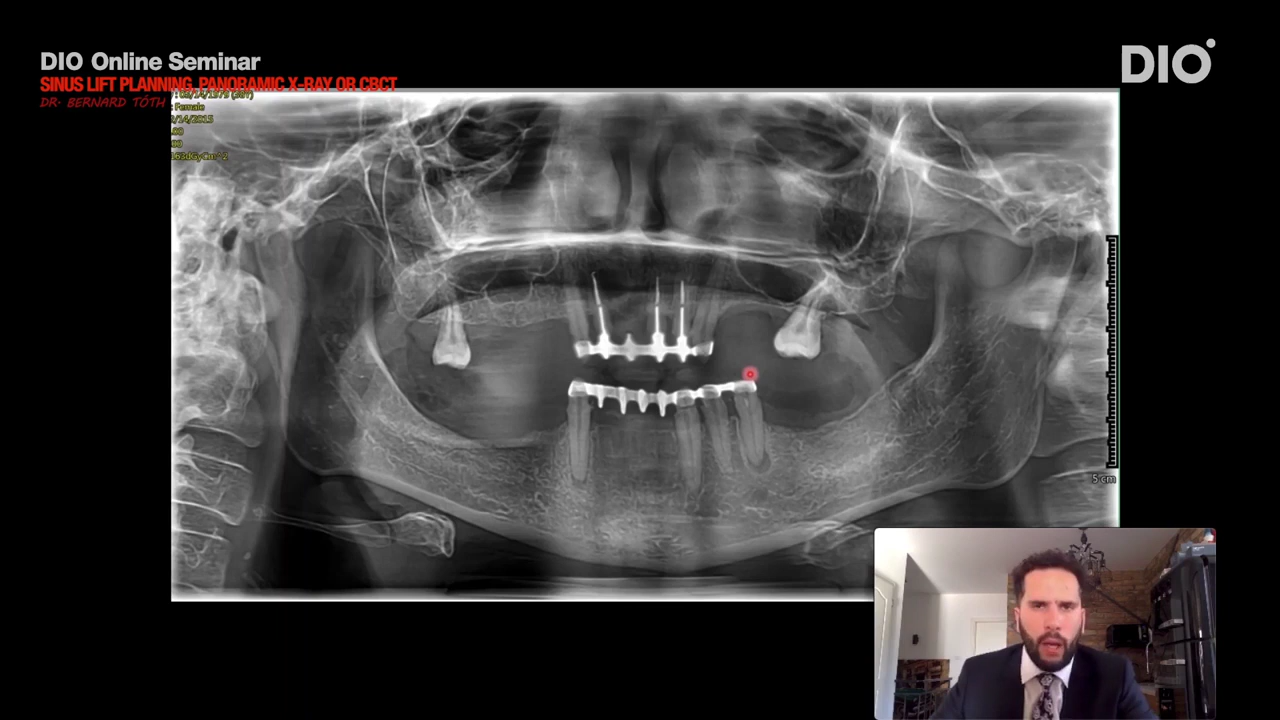 DIO Online Seminar
DIO
SINUS LIFT PLANNING, PANORAMIC X-RAY OR CBCT
DR. BERNARD TÓTH
: Female
5 cm